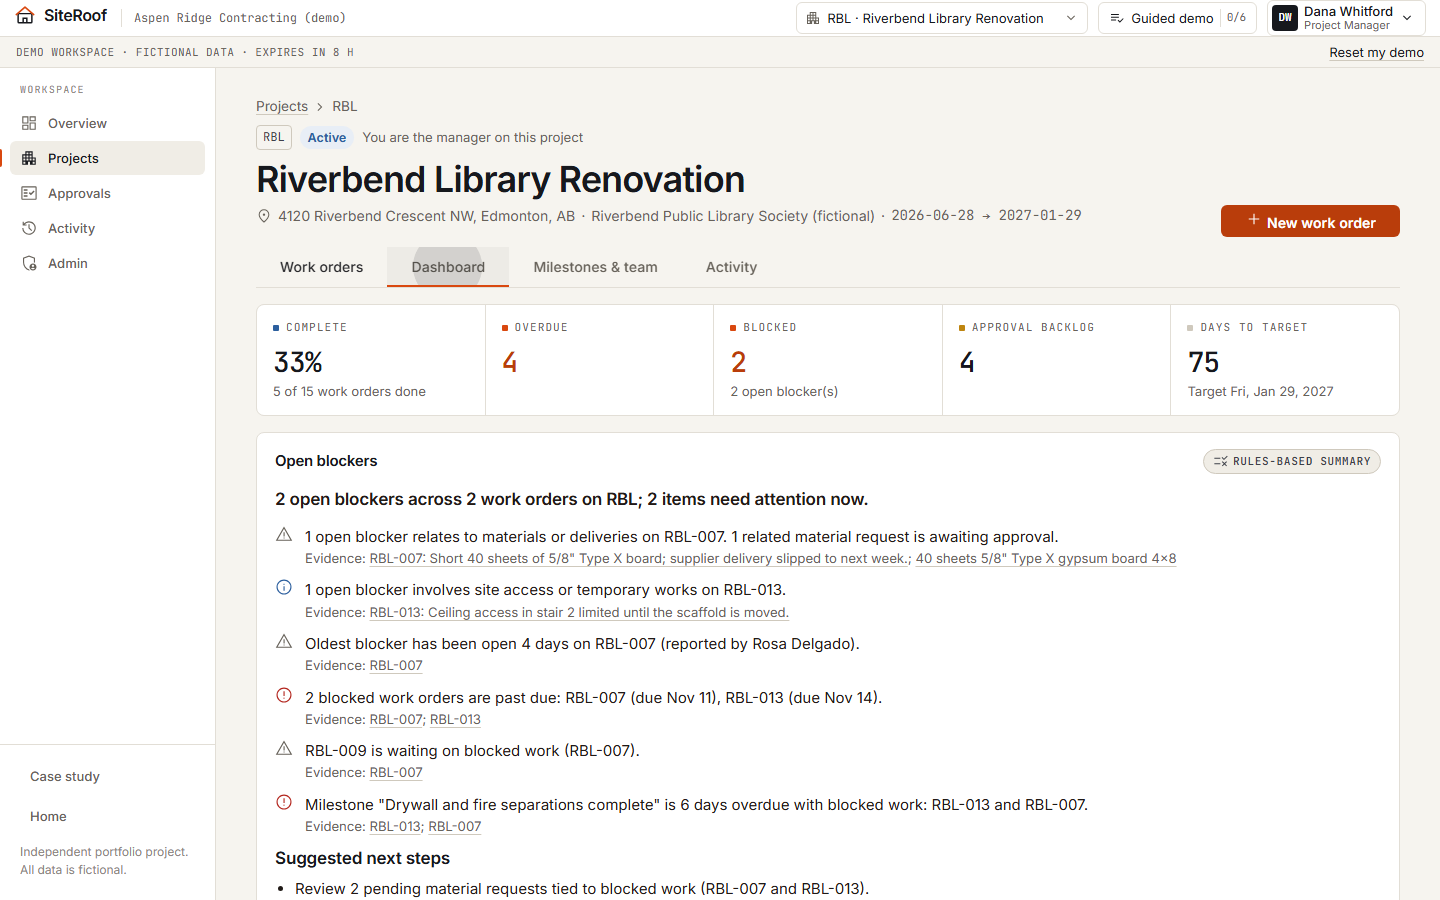 SiteRoof
Aspen Ridge Contracting (demo)
RBL · Riverbend Library Renovation
Guided demo
0/6
DW
Dana Whitford
Project Manager
DEMO WORKSPACE · FICTIONAL DATA · EXPIRES IN 8 H
Reset my demo
WORKSPACE
Overview
Projects
Approvals
Activity
Admin
Case study
Home
Independent portfolio project.
All data is fictional.
Projects > RBL
RBL
Active
You are the manager on this project
Riverbend Library Renovation
4120 Riverbend Crescent NW, Edmonton, AB · Riverbend Public Library Society (fictional) · 2026-06-28 → 2027-01-29
+ New work order
Work orders
Dashboard
Milestones & team
Activity
COMPLETE
33%
5 of 15 work orders done
OVERDUE
4
BLOCKED
2
2 open blocker(s)
APPROVAL BACKLOG
4
DAYS TO TARGET
75
Target Fri, Jan 29, 2027
Open blockers
RULES-BASED SUMMARY
2 open blockers across 2 work orders on RBL; 2 items need attention now.
1 open blocker relates to materials or deliveries on RBL-007. 1 related material request is awaiting approval.
Evidence: RBL-007: Short 40 sheets of 5/8" Type X board; supplier delivery slipped to next week.; 40 sheets 5/8" Type X gypsum board 4×8
1 open blocker involves site access or temporary works on RBL-013.
Evidence: RBL-013: Ceiling access in stair 2 limited until the scaffold is moved.
Oldest blocker has been open 4 days on RBL-007 (reported by Rosa Delgado).
Evidence: RBL-007
2 blocked work orders are past due: RBL-007 (due Nov 11), RBL-013 (due Nov 14).
Evidence: RBL-007; RBL-013
RBL-009 is waiting on blocked work (RBL-007).
Evidence: RBL-007
Milestone "Drywall and fire separations complete" is 6 days overdue with blocked work: RBL-013 and RBL-007.
Evidence: RBL-013; RBL-007
Suggested next steps
• Review 2 pending material requests tied to blocked work (RBL-007 and RBL-013).